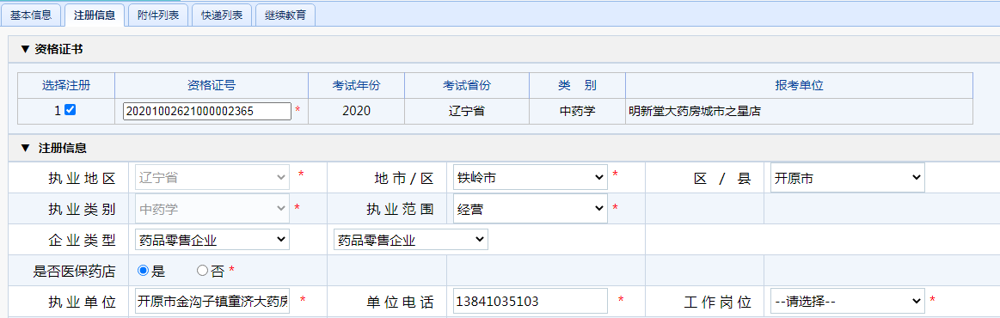 基本信息 注册信息 附件列表 快递列表 继续教育
▼ 资格证书
选择注册 资格证号 考试年份 考试省份 类 别 报考单位
1 20201002621000002365 * 2020 辽宁省 中药学 明新堂大药房城市之星店
▼ 注册信息
执业地区 辽宁省 * 地市/区 铁岭市 * 区 / 县 开原市
执业类别 中药学 * 执业范围 经营 *
企业类型 药品零售企业 药品零售企业
是否医保药店 是 否 *
执业单位 开原市金沟子镇童济大药房 * 单位电话 13841035103 * 工作岗位 --请选择-- *